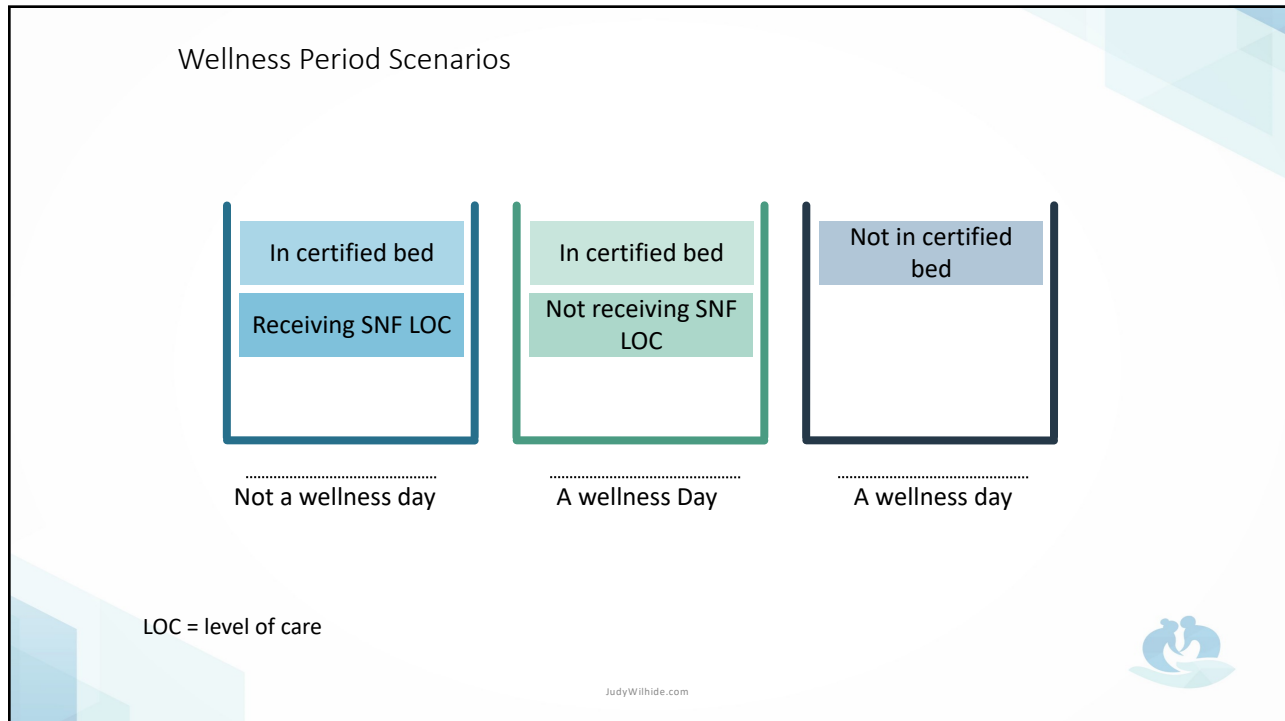 Wellness Period Scenarios
In certified bed
Receiving SNF LOC
Not a wellness day
In certified bed
Not receiving SNF
LOC
A wellness Day
Not in certified
bed
A wellness day
LOC = level of care
JudyWilhide.com